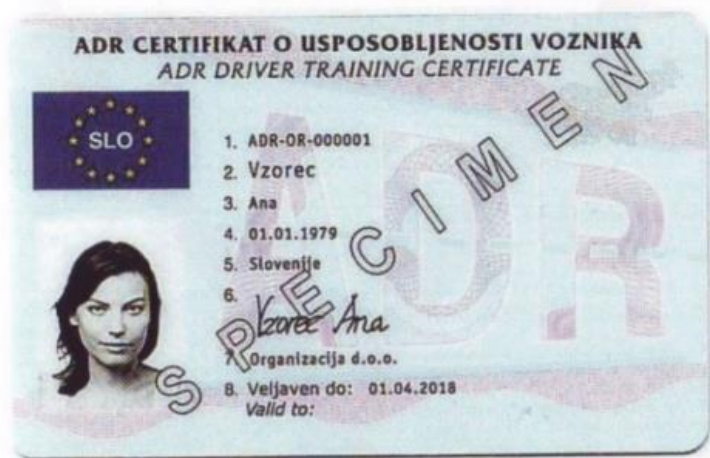 ADR CERTIFIKAT O USPOSOBLJENOSTI VOZNIKA
ADR DRIVER TRAINING CERTIFICATE
SLO
1. ADR-OR-000001
2. Vzorec
3. Ana
4. 01.01.1979
5. Slovenije
6. Vzorec Ana
7. Organizacija d.o.o.
8. Veljaven do: 01.04.2018
Valid to:
SPECIMEN
ADR